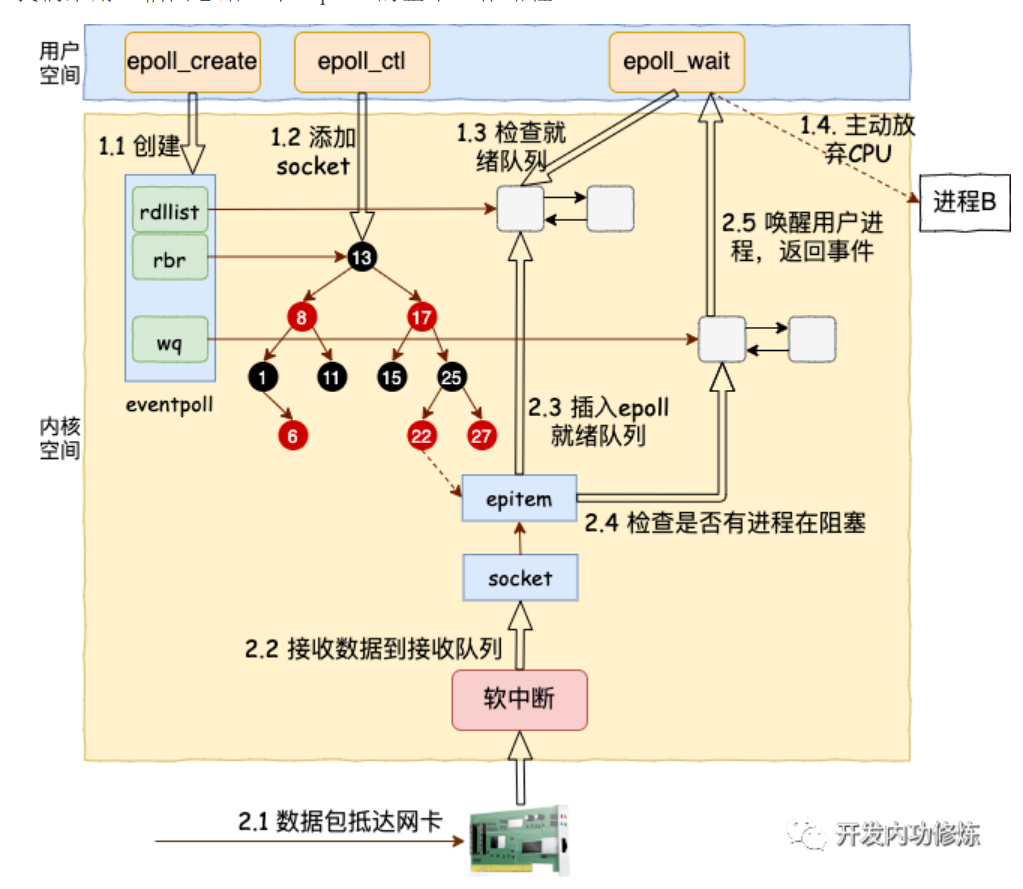 用户
空间
epoll_create
epoll_ctl
epoll_wait
1.1 创建
1.2 添加
socket
1.3 检查就
绪队列
1.4. 主动放
弃CPU
进程B
rdllist
rbr
wq
eventpoll
13
8
17
1
11
15
25
6
22
27
2.5 唤醒用户进
程，返回事件
内核
空间
2.3 插入epoll
就绪队列
epitem
2.4 检查是否有进程在阻塞
socket
2.2 接收数据到接收队列
软中断
2.1 数据包抵达网卡
开发内功修炼